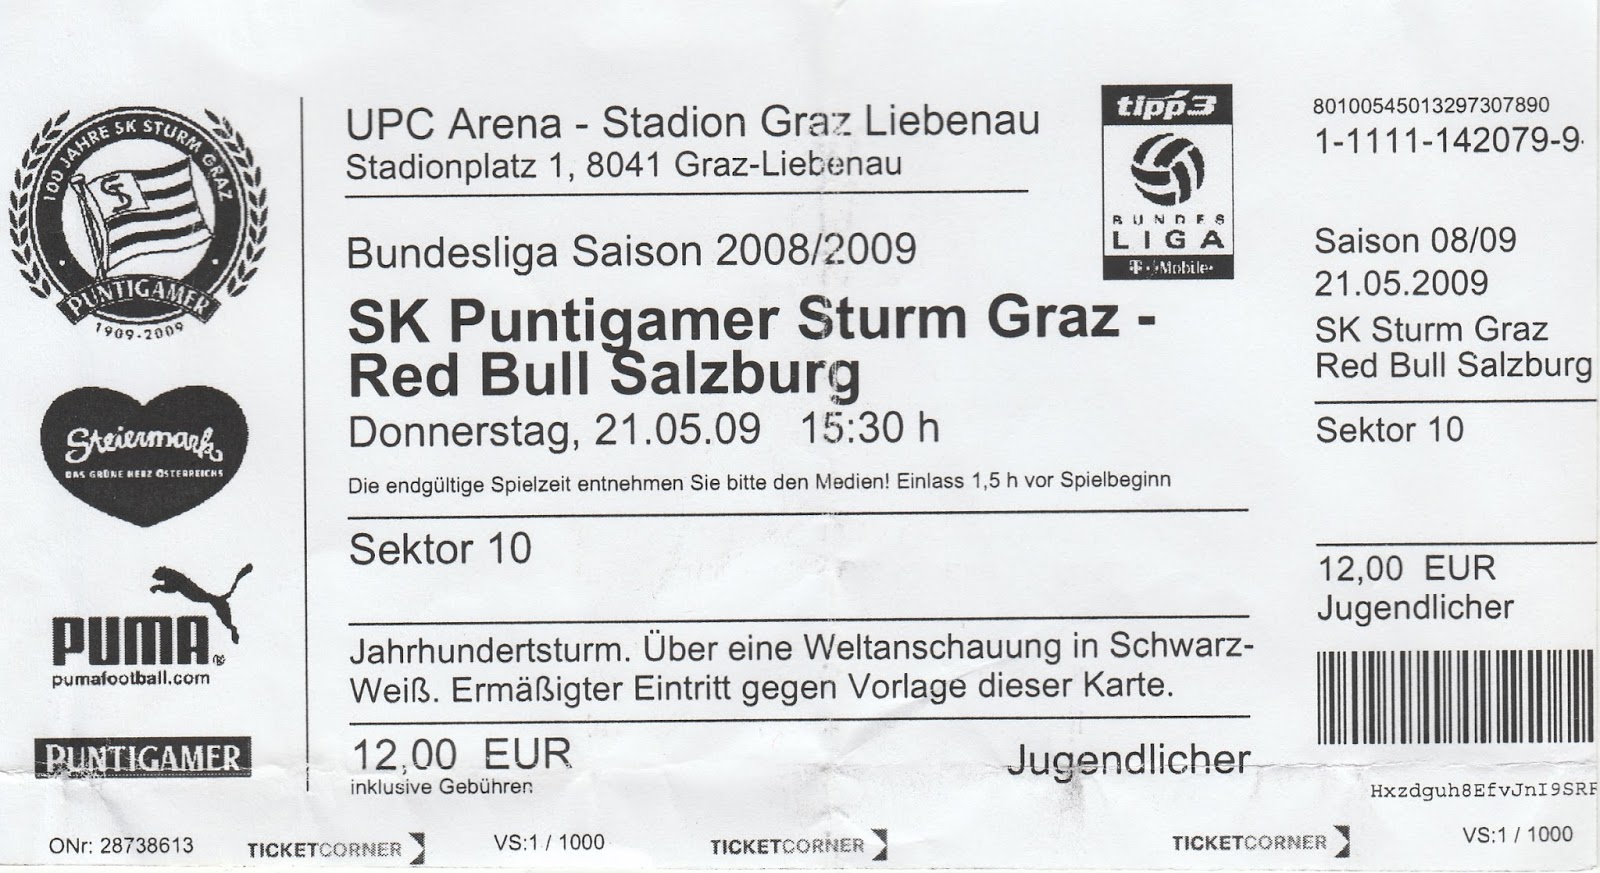 100 JAHRE SK STURM GRAZ
S
PUNTIGAMER
1909-2009
Steiermark
DAS GRÜNE HERZ ÖSTERREICHS
PUMA®
pumafootball.com
PUNTIGAMER
UPC Arena - Stadion Graz Liebenau
Stadionplatz 1, 8041 Graz-Liebenau
Bundesliga Saison 2008/2009
SK Puntigamer Sturm Graz -
Red Bull Salzburg
Donnerstag, 21.05.09 15:30 h
Die endgültige Spielzeit entnehmen Sie bitte den Medien! Einlass 1,5 h vor Spielbeginn
Sektor 10
Jahrhundertsturm. Über eine Weltanschauung in Schwarz-
Weiß. Ermäßigter Eintritt gegen Vorlage dieser Karte.
12,00 EUR
Jugendlicher
inklusive Gebühren
tipp3
BUNDES
LIGA
T··Mobile·
80100545013297307890
1-1111-142079-9
Saison 08/09
21.05.2009
SK Sturm Graz
Red Bull Salzburg
Sektor 10
12,00 EUR
Jugendlicher
Hxzdguh8EfvJnI9SRF
ONr: 28738613
TICKETCORNER
VS:1 / 1000
TICKETCORNER
TICKETCORNER
VS:1 / 1000